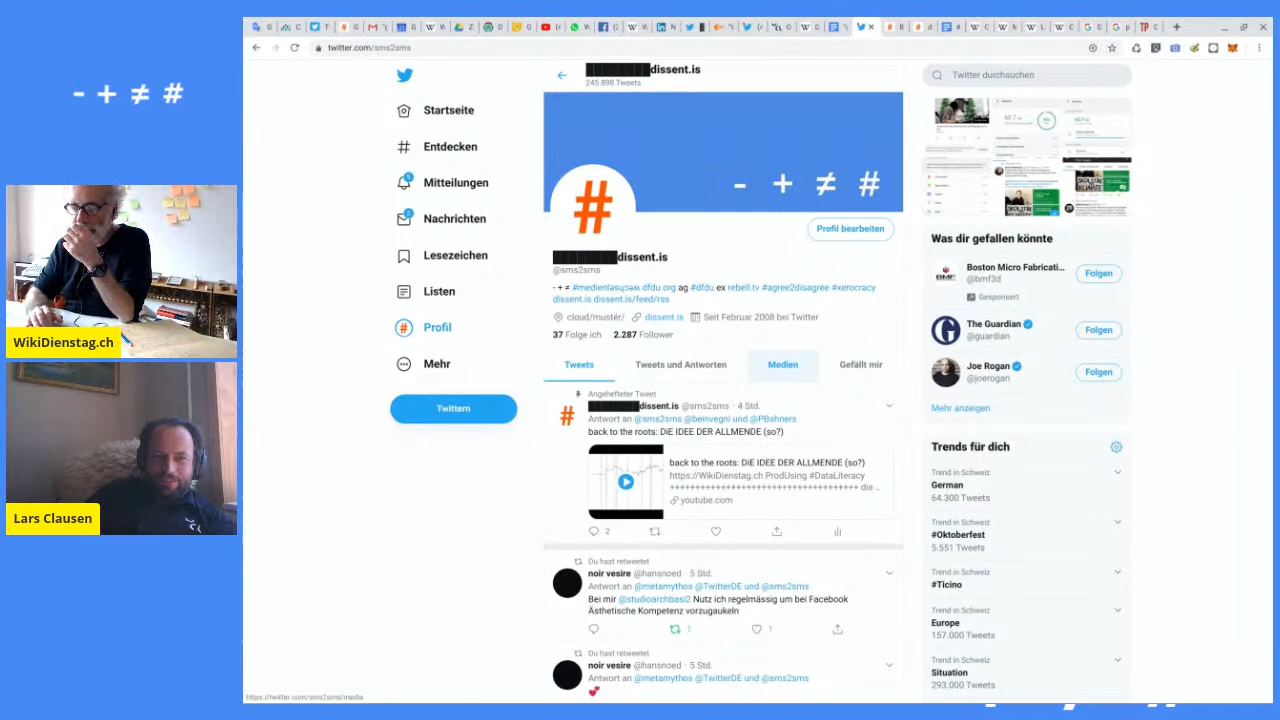 - + ≠ #
WikiDienstag.ch
Lars Clausen
twitter.com/sms2sms
Startseite
Entdecken
Mitteilungen
Nachrichten
Lesezeichen
Listen
Profil
Mehr
Twittern
████████dissent.is
245.898 Tweets
- + ≠ #
#
Profil bearbeiten
████████dissent.is
@sms2sms
- + ≠ #medienlǝsuɔǝʍ dfdu.org ag #dfdu ex rebell.tv #agree2disagree #xerocracy
dissent.is dissent.is/feed/rss
cloud/mustér/ dissent.is Seit Februar 2008 bei Twitter
37 Folge ich 2.287 Follower
Tweets Tweets und Antworten Medien Gefällt mir
Angehefteter Tweet
████████dissent.is @sms2sms · 4 Std.
Antwort an @sms2sms @beinvegni und @PBahners
back to the roots: DiE IDEE DER ALLMENDE (so?)
back to the roots: DiE IDEE DER ALLMENDE (so?)
https://WikiDienstag.ch ProdUsing #DataLiteracy
+++++++++++++++++++++++++++++++++++++ die ..
youtube.com
2
Du hast retweetet
noir vesire @hansnoed · 5 Std.
Antwort an @metamythos @TwitterDE und @sms2sms
Bei mir @studioarchbasi2 Nutz ich regelmässig um bei Facebook
Ästhetische Kompetenz vorzugaukeln
1 1
Du hast retweetet
noir vesire @hansnoed · 5 Std.
Antwort an @metamythos @TwitterDE und @sms2sms
💕
https://twitter.com/sms2sms/media
Twitter durchsuchen
Was dir gefallen könnte
Boston Micro Fabricati...
@bmf3d
Folgen
Gesponsert
The Guardian
@guardian
Folgen
Joe Rogan
@joerogan
Folgen
Mehr anzeigen
Trends für dich
Trend in Schweiz
German
64.300 Tweets
Trend in Schweiz
#Oktoberfest
5.551 Tweets
Trend in Schweiz
#Ticino
Trend in Schweiz
Europe
157.000 Tweets
Trend in Schweiz
Situation
293.000 Tweets